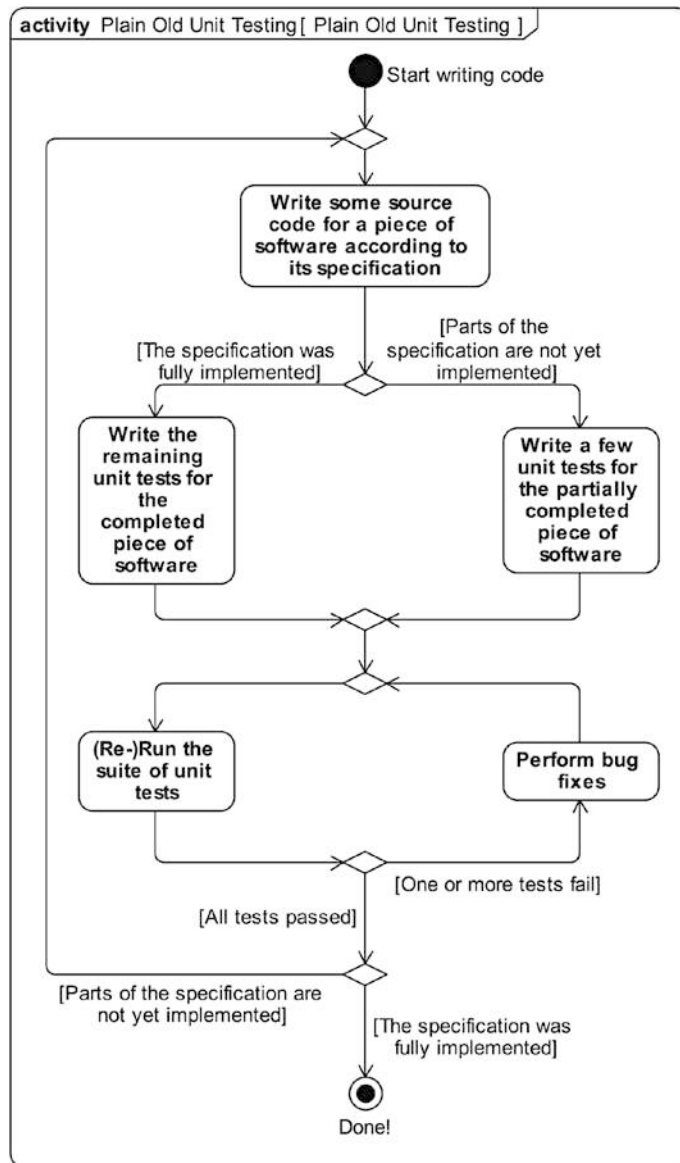 activity Plain Old Unit Testing [ Plain Old Unit Testing ]
Start writing code
Write some source
code for a piece of
software according to
its specification
[The specification was
fully implemented]
[Parts of the
specification are not yet
implemented]
Write the
remaining
unit tests for
the
completed
piece of
software
Write a few
unit tests for
the partially
completed
piece of
software
(Re-)Run the
suite of unit
tests
Perform bug
fixes
[One or more tests fail]
[All tests passed]
[Parts of the specification are
not yet implemented]
[The specification was
fully implemented]
Done!